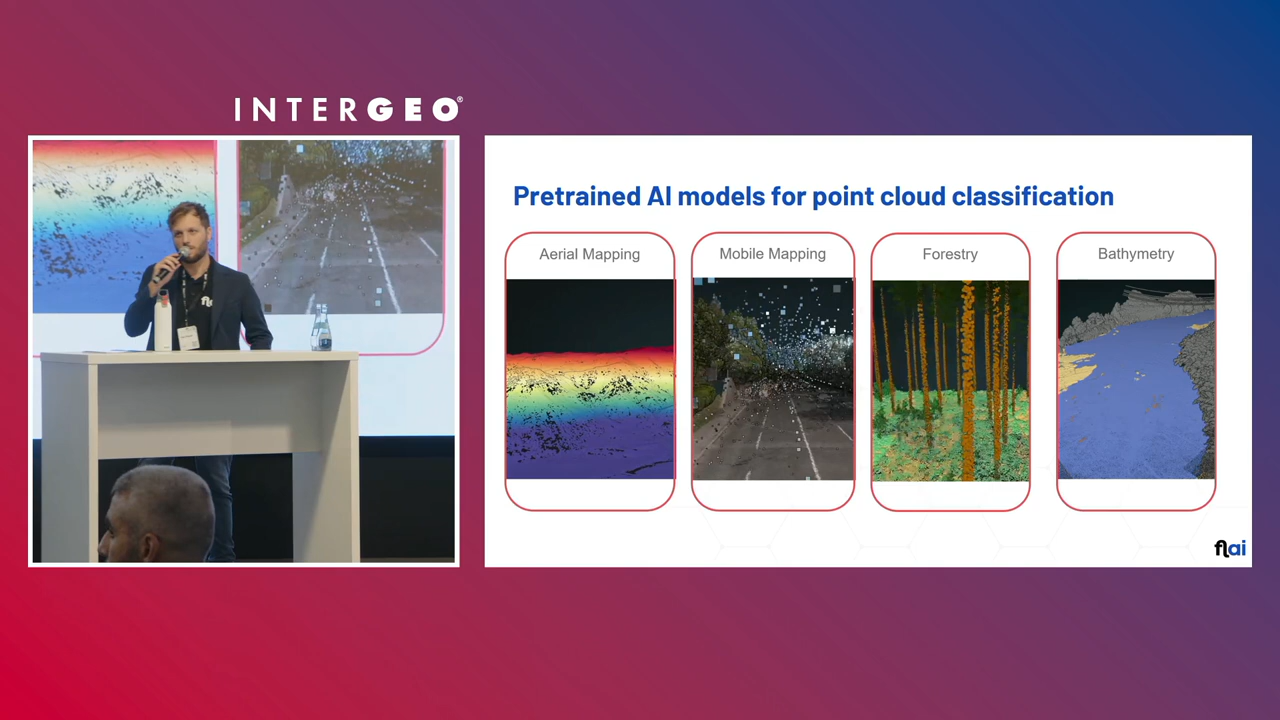 INTERGEO®
Pretrained AI models for point cloud classification
Aerial Mapping
Mobile Mapping
Forestry
Bathymetry
flai